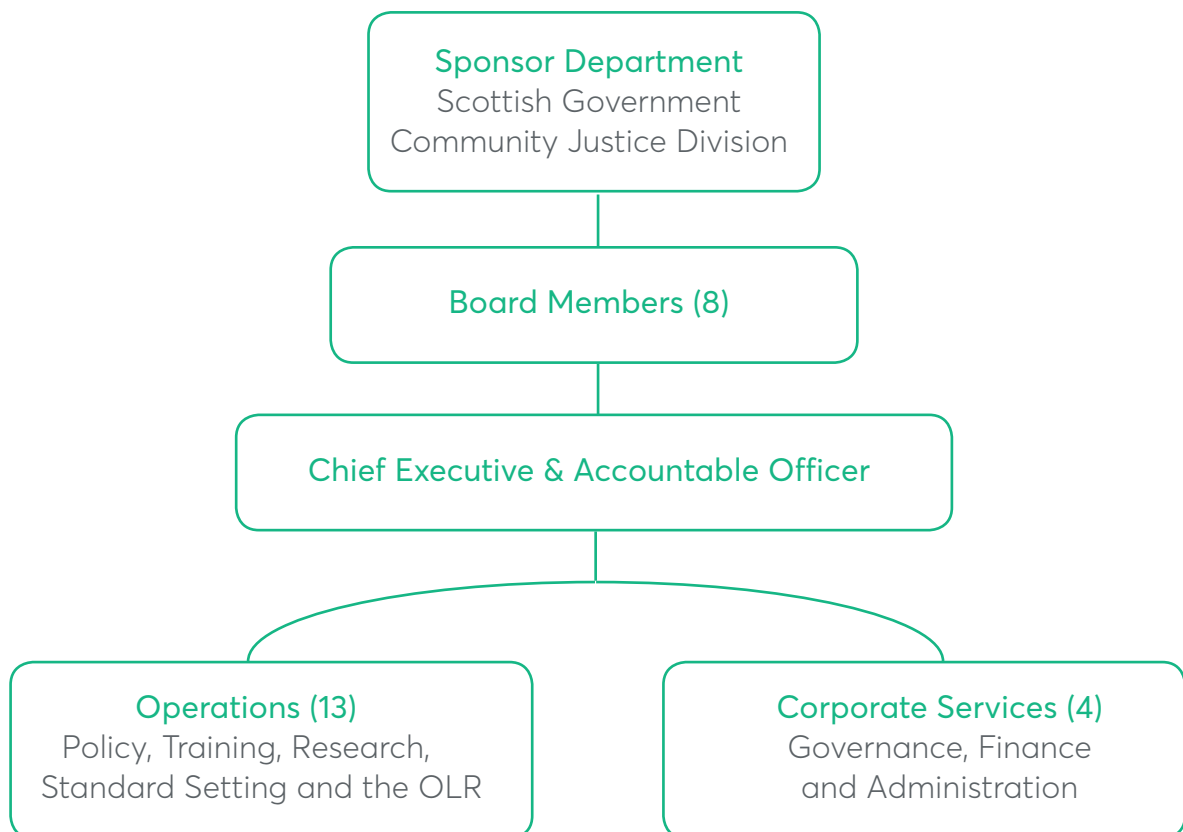 Sponsor Department
Scottish Government
Community Justice Division
Board Members (8)
Chief Executive & Accountable Officer
Operations (13)
Policy, Training, Research,
Standard Setting and the OLR
Corporate Services (4)
Governance, Finance
and Administration